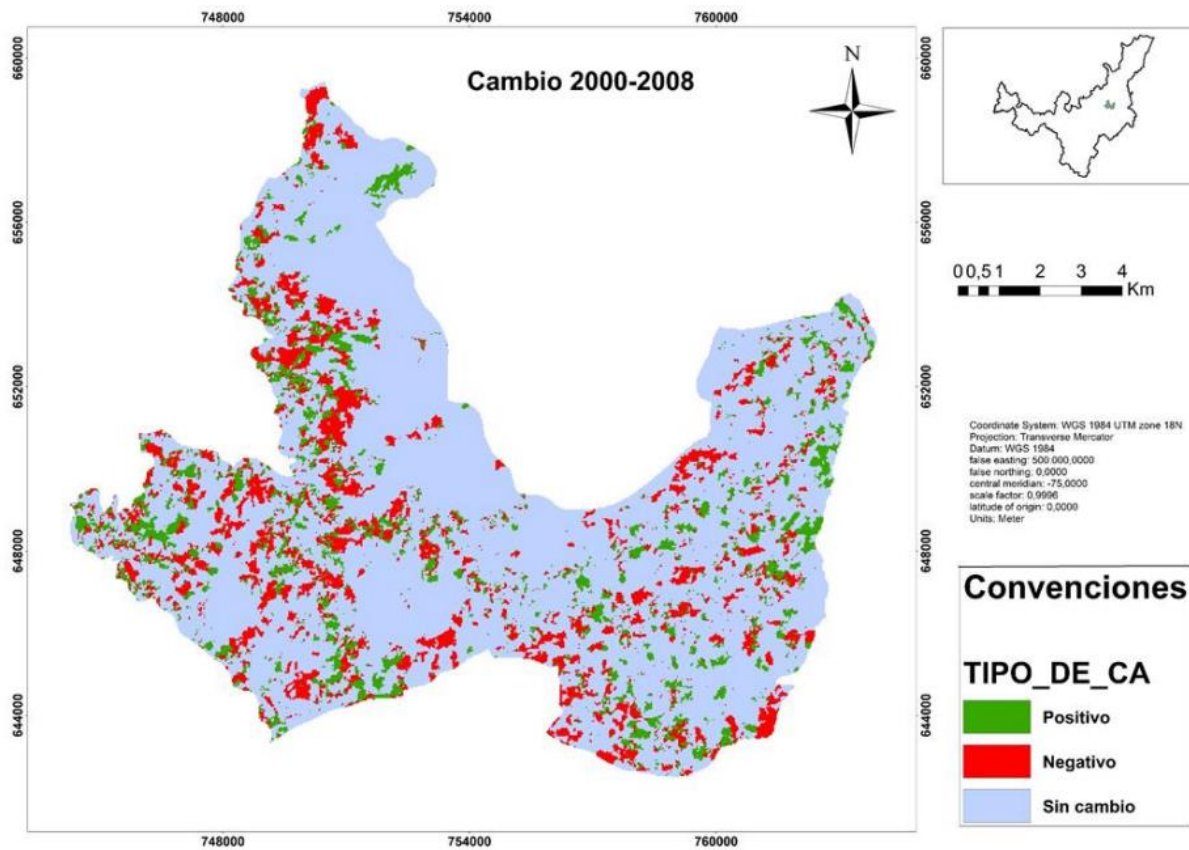 748000 754000 760000
660000 660000
Cambio 2000-2008
N
656000 656000
0 0,5 1 2 3 4
Km
652000 652000
Coordinate System: WGS 1984 UTM zone 18N
Projection: Transverse Mercator
Datum: WGS 1984
false easting: 500.000,0000
false northing: 0,0000
central meridian: -75,0000
scale factor: 0,9996
latitude of origin: 0,0000
Units: Meter
648000 648000
Convenciones
TIPO_DE_CA
644000 644000
Positivo
Negativo
Sin cambio
748000 754000 760000